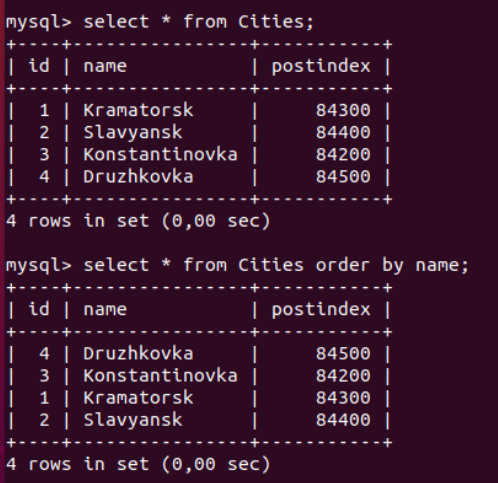 mysql> select * from Cities;
+----+----------------+-----------+
| id | name           | postindex |
+----+----------------+-----------+
|  1 | Kramatorsk     |     84300 |
|  2 | Slavyansk      |     84400 |
|  3 | Konstantinovka |     84200 |
|  4 | Druzhkovka     |     84500 |
+----+----------------+-----------+
4 rows in set (0,00 sec)

mysql> select * from Cities order by name;
+----+----------------+-----------+
| id | name           | postindex |
+----+----------------+-----------+
|  4 | Druzhkovka     |     84500 |
|  3 | Konstantinovka |     84200 |
|  1 | Kramatorsk     |     84300 |
|  2 | Slavyansk      |     84400 |
+----+----------------+-----------+
4 rows in set (0,00 sec)